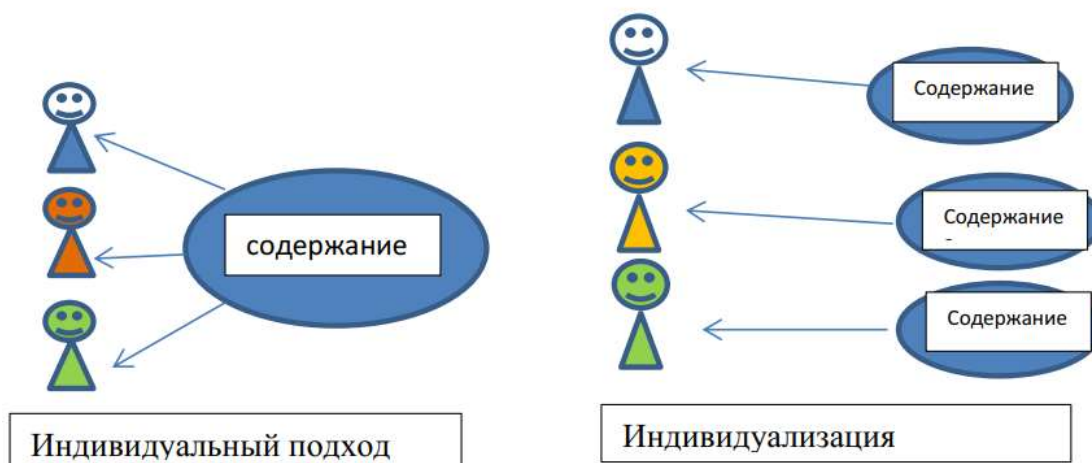 содержание
Индивидуальный подход
Содержание
Содержание
Содержание
Индивидуализация